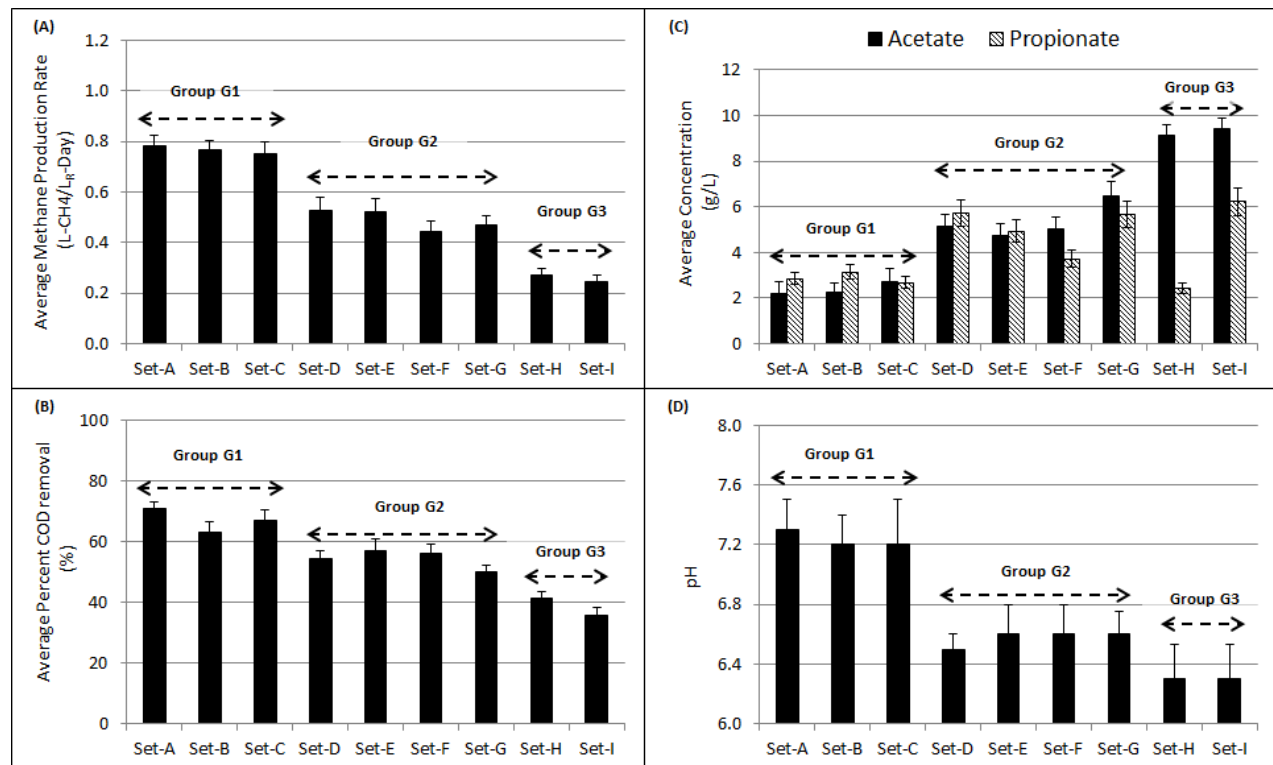 (A)
Average Methane Production Rate
(L-CH4/LR-Day)
1.2
1.0
0.8
0.6
0.4
0.2
0.0
Group G1
Group G2
Group G3
Set-A Set-B Set-C Set-D Set-E Set-F Set-G Set-H Set-I
(B)
Average Percent COD removal
(%)
100
80
60
40
20
0
Group G1
Group G2
Group G3
Set-A Set-B Set-C Set-D Set-E Set-F Set-G Set-H Set-I
(C)
Acetate Propionate
Average Concentration
(g/L)
12
10
8
6
4
2
0
Group G1
Group G2
Group G3
Set-A Set-B Set-C Set-D Set-E Set-F Set-G Set-H Set-I
(D)
pH
8.0
7.6
7.2
6.8
6.4
6.0
Group G1
Group G2
Group G3
Set-A Set-B Set-C Set-D Set-E Set-F Set-G Set-H Set-I